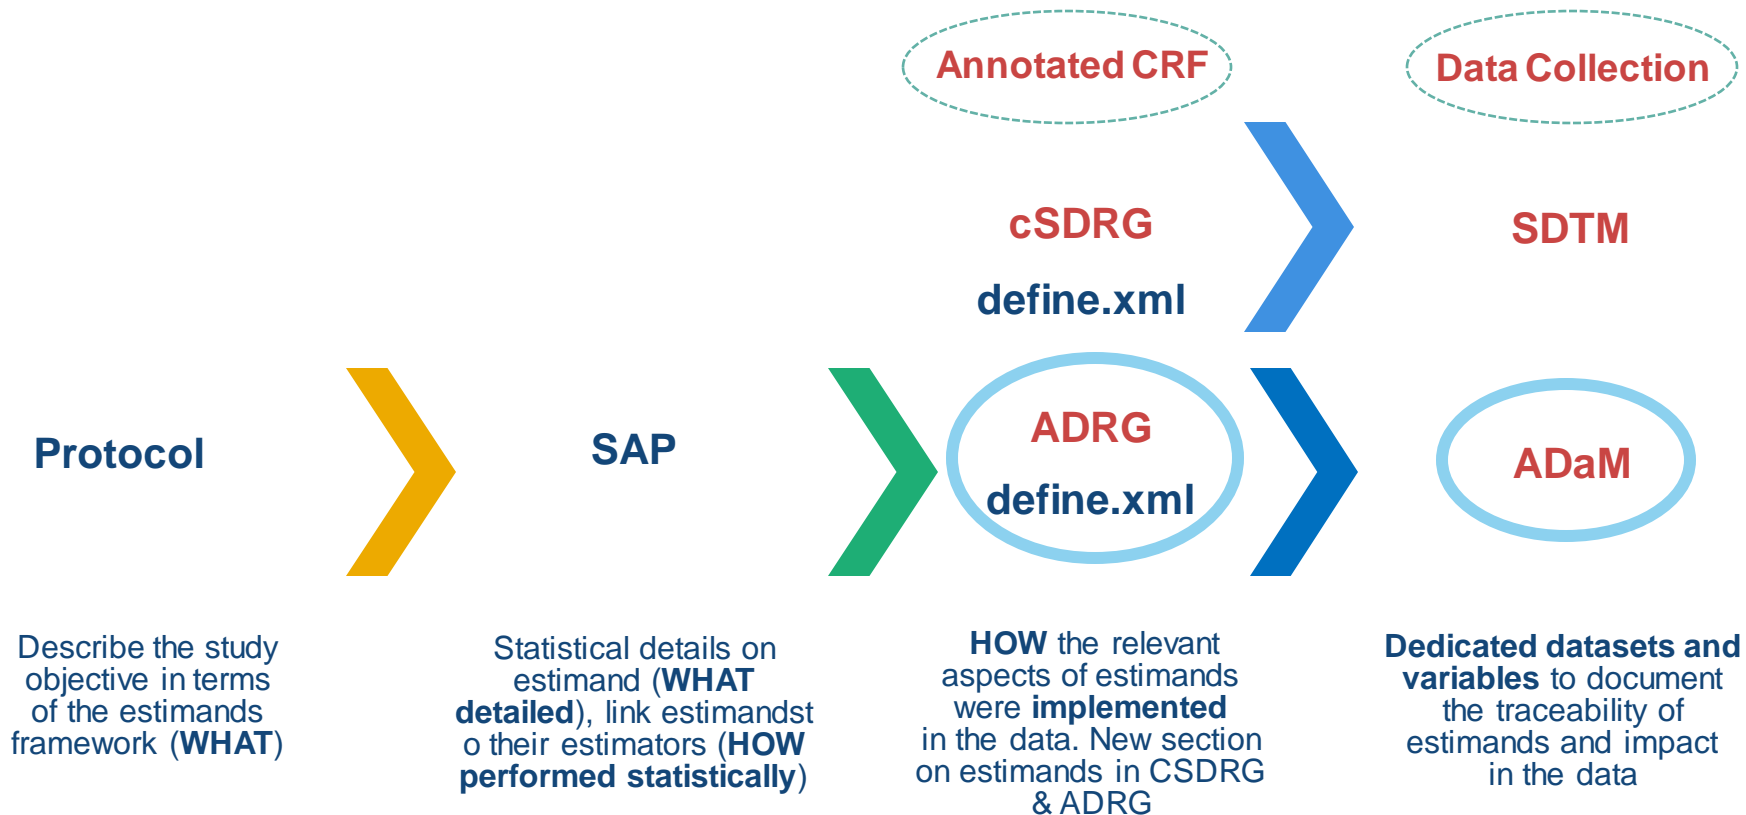 Annotated CRF
Data Collection
cSDRG
SDTM
define.xml
Protocol
SAP
ADRG
define.xml
ADaM
Describe the study
objective in terms
of the estimands
framework (WHAT)
Statistical details on
estimand (WHAT
detailed), link estimandst
o their estimators (HOW
performed statistically)
HOW the relevant
aspects of estimands
were implemented
in the data. New section
on estimands in CSDRG
& ADRG
Dedicated datasets and
variables to document
the traceability of
estimands and impact
in the data